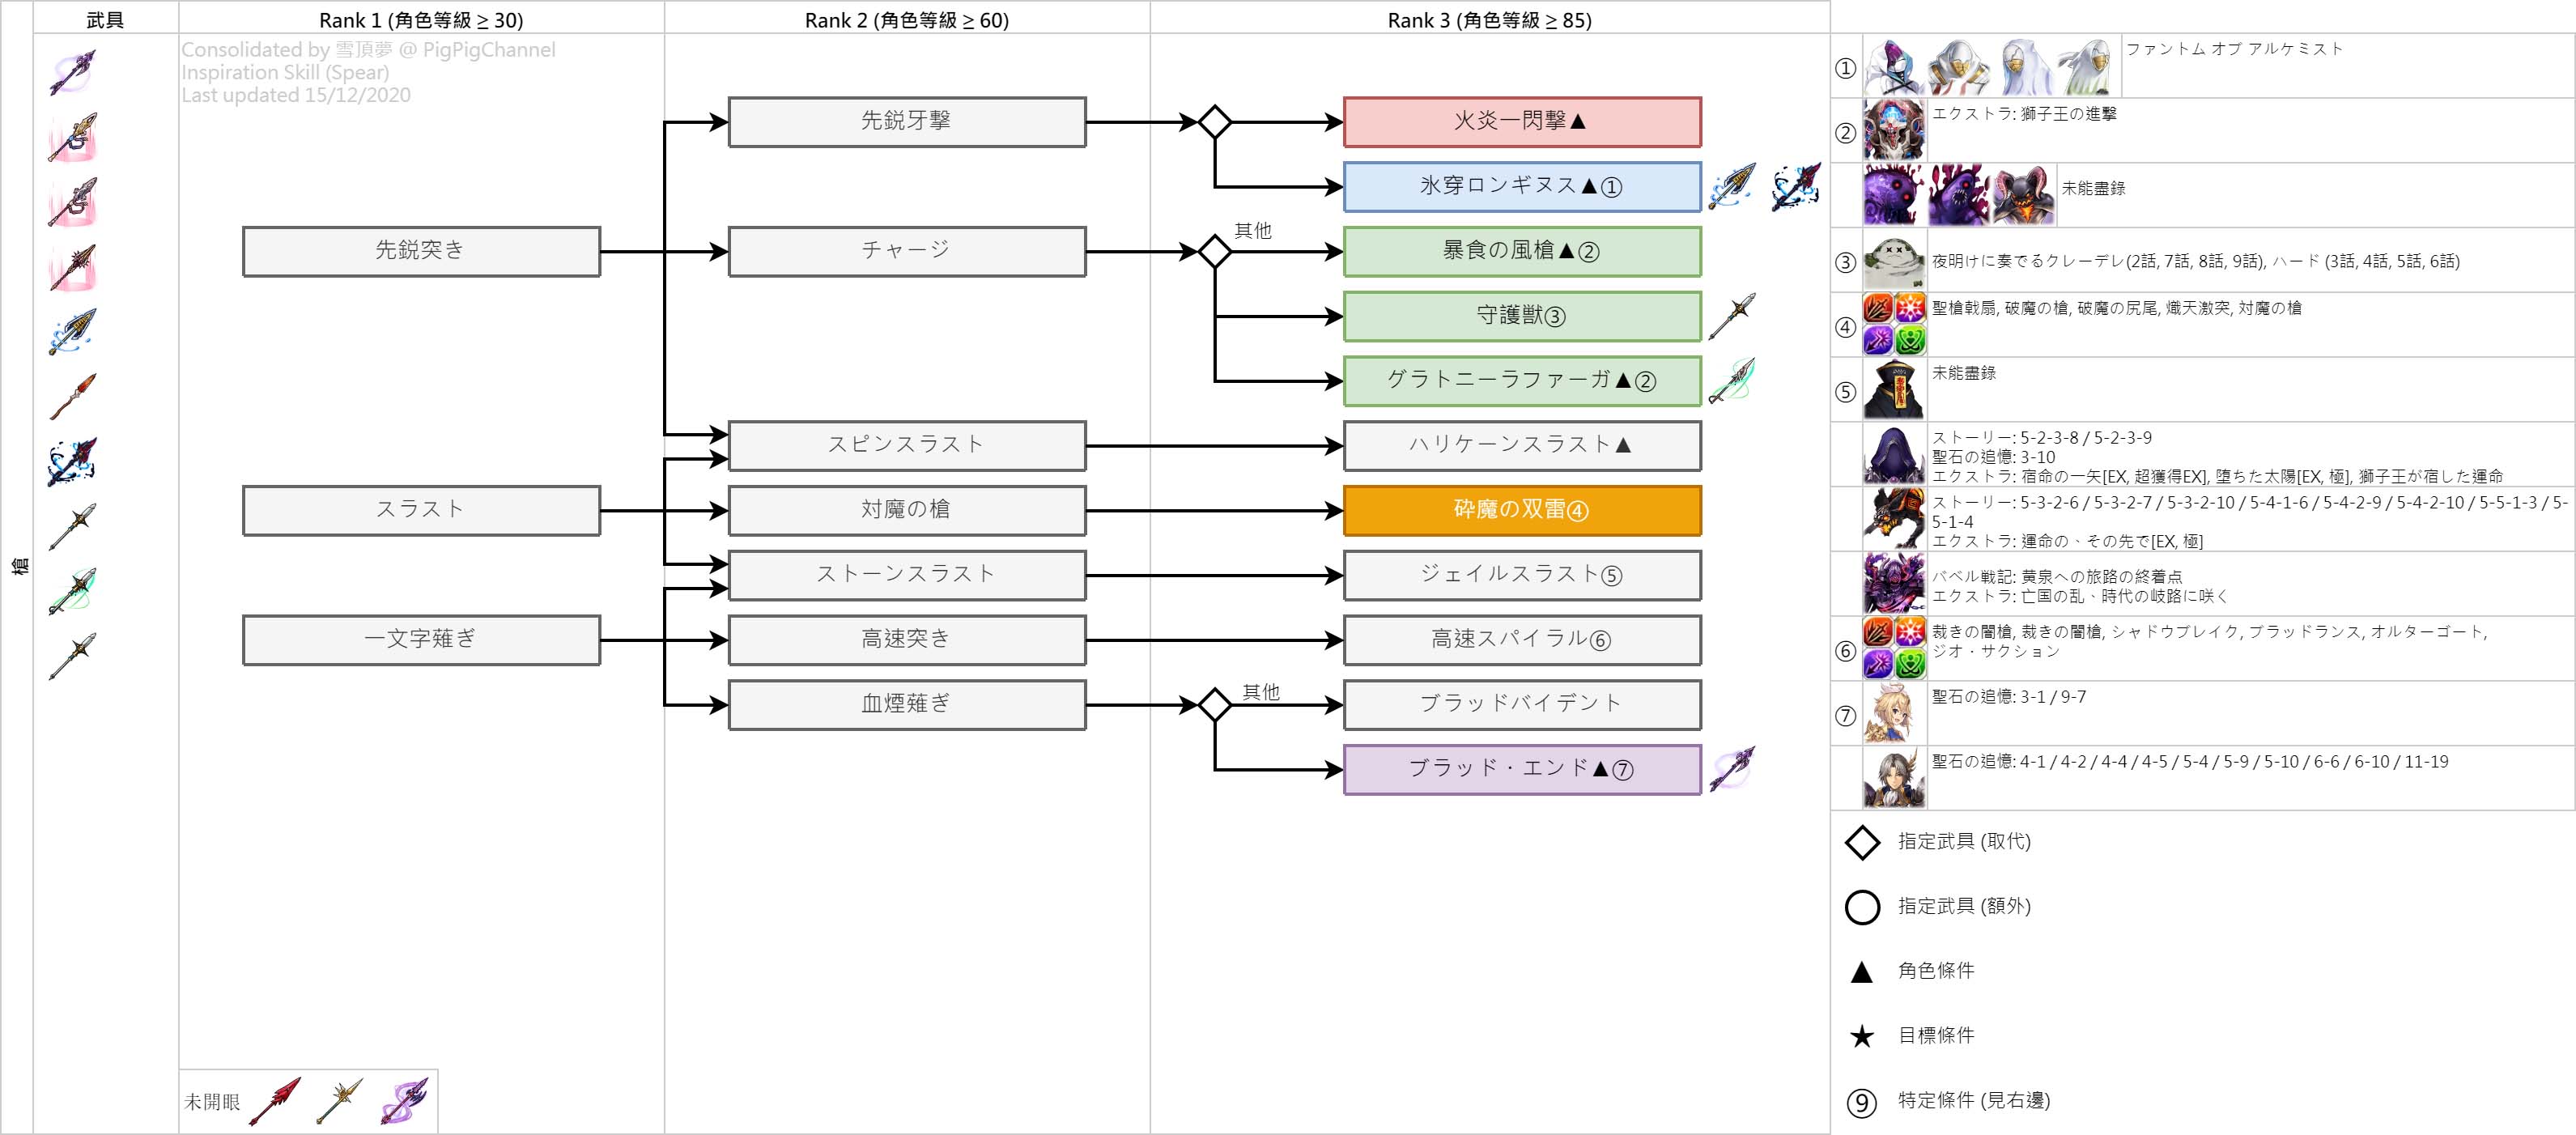 武具
Rank 1 (角色等級 ≥ 30)
Rank 2 (角色等級 ≥ 60)
Rank 3 (角色等級 ≥ 85)
槍
Consolidated by 雪頂夢 @ PigPigChannel
Inspiration Skill (Spear)
Last updated 15/12/2020
先鋭突き
スラスト
一文字薙ぎ
先鋭牙撃
チャージ
スピンスラスト
対魔の槍
ストーンスラスト
高速突き
血煙薙ぎ
火炎一閃撃▲
氷穿ロンギヌス▲①
其他
暴食の風槍▲②
守護獣③
グラトニーラファーガ▲②
ハリケーンスラスト▲
砕魔の双雷④
ジェイルスラスト⑤
高速スパイラル⑥
其他
ブラッドバイデント
ブラッド・エンド▲⑦
未開眼
①
ファントム オブ アルケミスト
②
エクストラ: 獅子王の進撃
未能盡錄
③
夜明けに奏でるクレーデレ(2話, 7話, 8話, 9話), ハード (3話, 4話, 5話, 6話)
④
聖槍戟扇, 破魔の槍, 破魔の尻尾, 熾天激突, 対魔の槍
⑤
未能盡錄
ストーリー: 5-2-3-8 / 5-2-3-9
聖石の追憶: 3-10
エクストラ: 宿命の一矢[EX, 超獲得EX], 堕ちた太陽[EX, 極], 獅子王が宿した運命
ストーリー: 5-3-2-6 / 5-3-2-7 / 5-3-2-10 / 5-4-1-6 / 5-4-2-9 / 5-4-2-10 / 5-5-1-3 / 5-
5-1-4
エクストラ: 運命の、その先で[EX, 極]
バベル戦記: 黄泉への旅路の終着点
エクストラ: 亡国の乱、時代の岐路に咲く
⑥
裁きの闇槍, 裁きの闇槍, シャドウブレイク, ブラッドランス, オルターゴート,
ジオ・サクション
⑦
聖石の追憶: 3-1 / 9-7
聖石の追憶: 4-1 / 4-2 / 4-4 / 4-5 / 5-4 / 5-9 / 5-10 / 6-6 / 6-10 / 11-19
指定武具 (取代)
指定武具 (額外)
▲ 角色條件
★ 目標條件
⑨ 特定條件 (見右邊)